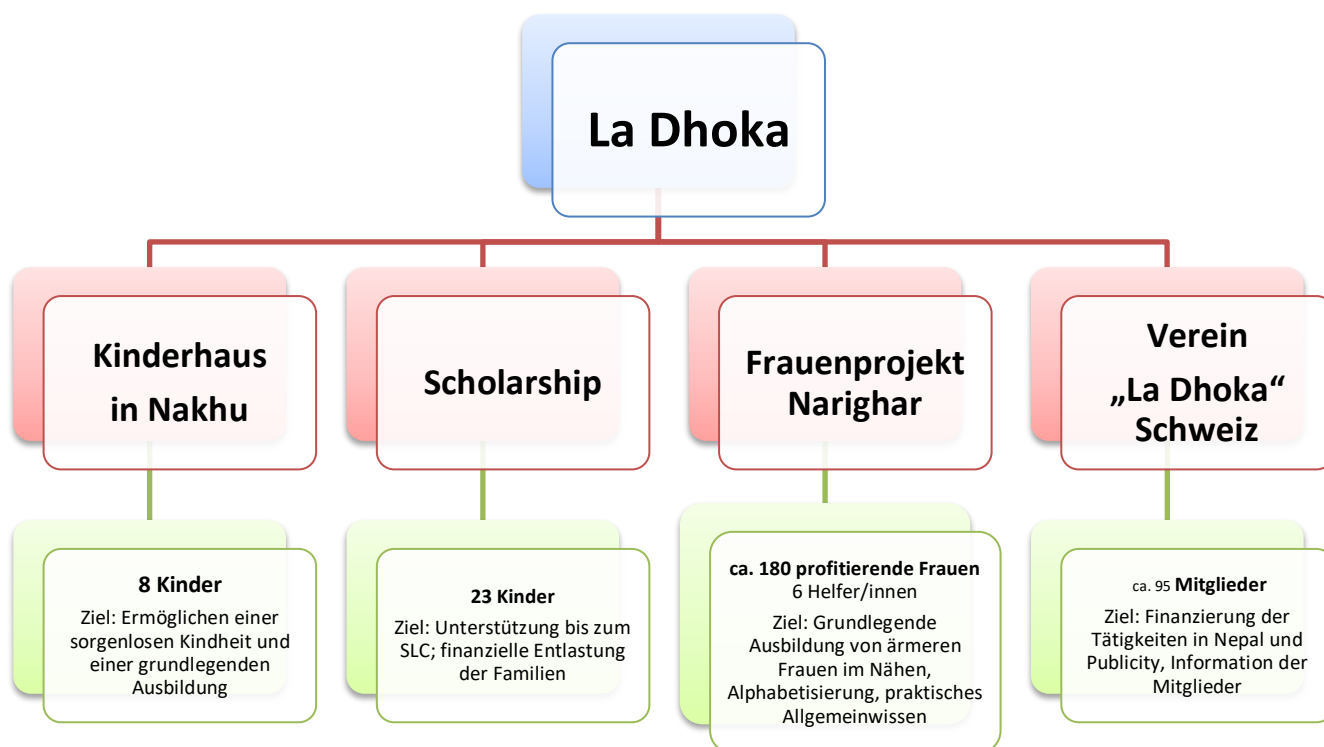 La Dhoka
Kinderhaus
in Nakhu
Scholarship
Frauenprojekt
Narighar
Verein
„La Dhoka“
Schweiz
8 Kinder
Ziel: Ermöglichen einer
sorgenlosen Kindheit und
einer grundlegenden
Ausbildung
23 Kinder
Ziel: Unterstützung bis zum
SLC; finanzielle Entlastung
der Familien
ca. 180 profitierende Frauen
6 Helfer/innen
Ziel: Grundlegende
Ausbildung von ärmeren
Frauen im Nähen,
Alphabetisierung, praktisches
Allgemeinwissen
ca. 95 Mitglieder
Ziel: Finanzierung der
Tätigkeiten in Nepal und
Publicity, Information der
Mitglieder